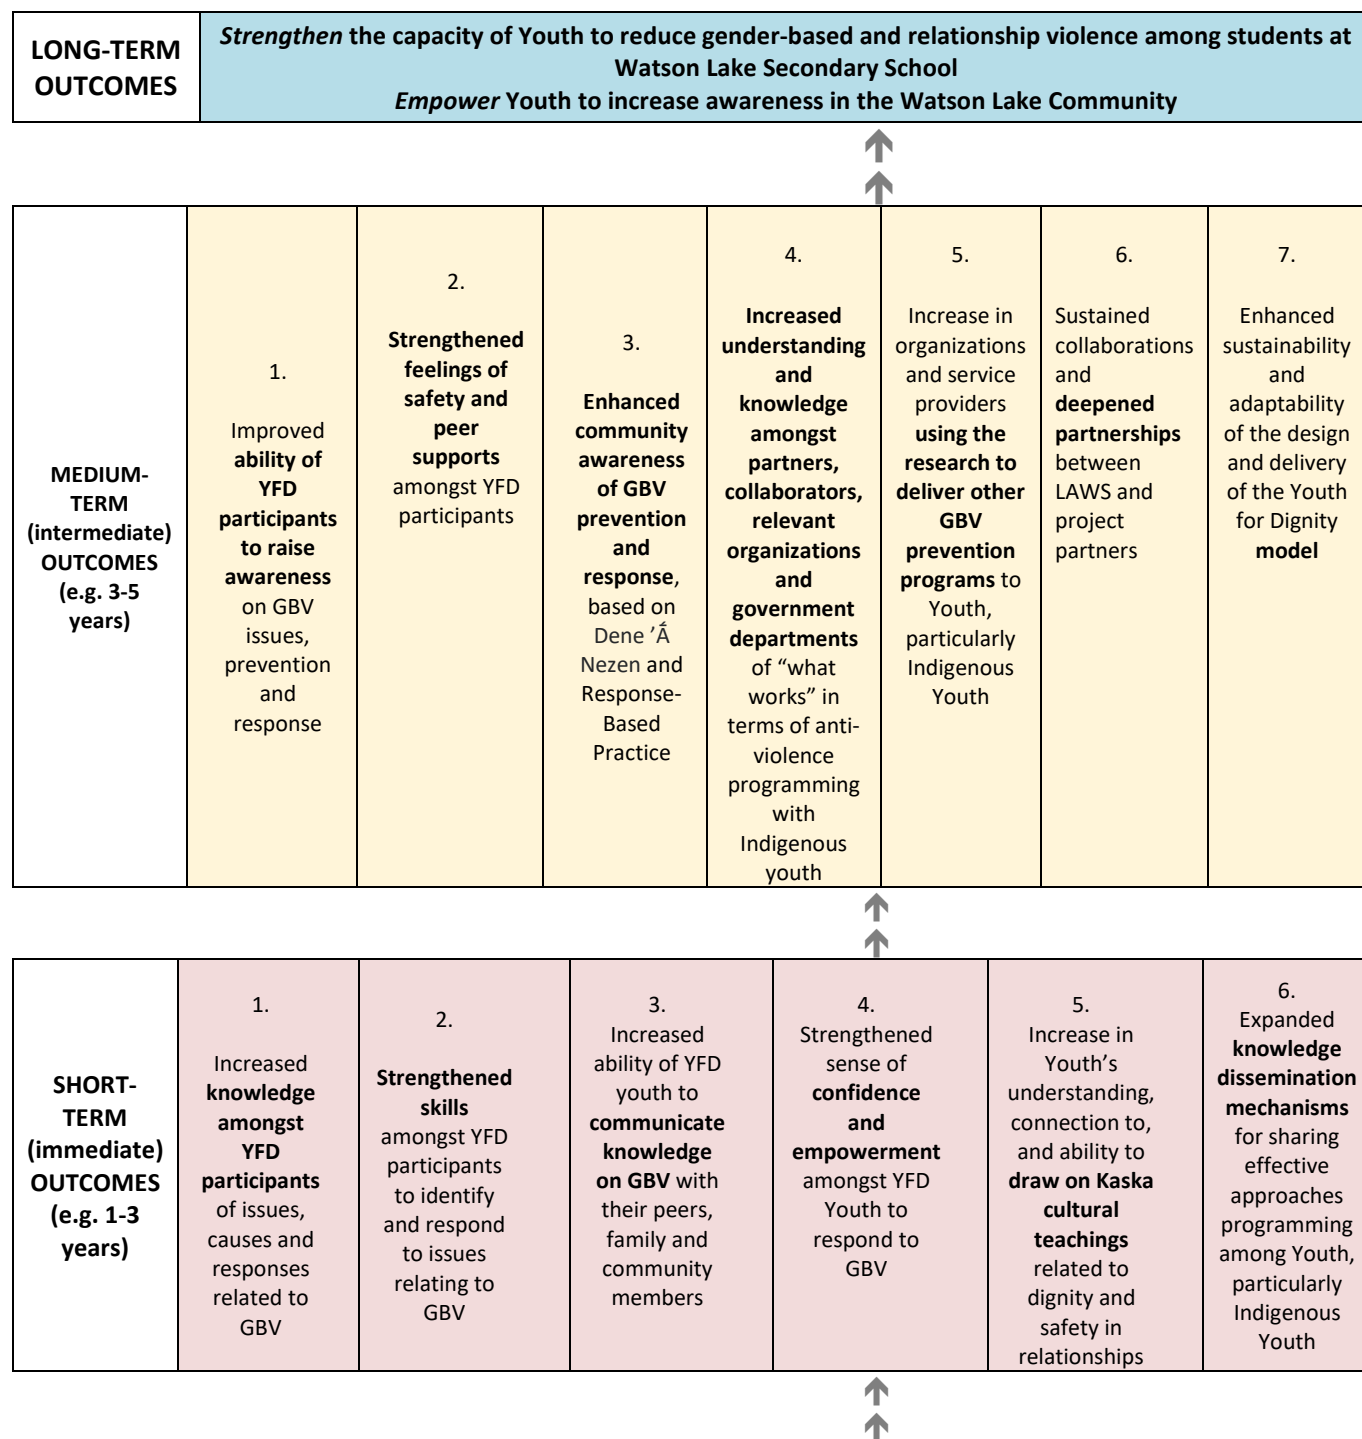 LONG-TERM
OUTCOMES
Strengthen the capacity of Youth to reduce gender-based and relationship violence among students at
Watson Lake Secondary School
Empower Youth to increase awareness in the Watson Lake Community
MEDIUM-
TERM
(intermediate)
OUTCOMES
(e.g. 3-5
years)
1.
Improved
ability of
YFD
participants
to raise
awareness
on GBV
issues,
prevention
and
response
2.
Strengthened
feelings of
safety and
peer
supports
amongst YFD
participants
3.
Enhanced
community
awareness
of GBV
prevention
and
response,
based on
Dene ’Ā́
Nezen and
Response-
Based
Practice
4.
Increased
understanding
and
knowledge
amongst
partners,
collaborators,
relevant
organizations
and
government
departments
of “what
works” in
terms of anti-
violence
programming
with
Indigenous
youth
5.
Increase in
organizations
and service
providers
using the
research to
deliver other
GBV
prevention
programs to
Youth,
particularly
Indigenous
Youth
6.
Sustained
collaborations
and
deepened
partnerships
between
LAWS and
project
partners
7.
Enhanced
sustainability
and
adaptability
of the design
and delivery
of the Youth
for Dignity
model
SHORT-
TERM
(immediate)
OUTCOMES
(e.g. 1-3
years)
1.
Increased
knowledge
amongst
YFD
participants
of issues,
causes and
responses
related to
GBV
2.
Strengthened
skills
amongst YFD
participants
to identify
and respond
to issues
relating to
GBV
3.
Increased
ability of YFD
youth to
communicate
knowledge
on GBV with
their peers,
family and
community
members
4.
Strengthened
sense of
confidence
and
empowerment
amongst YFD
Youth to
respond to
GBV
5.
Increase in
Youth’s
understanding,
connection to,
and ability to
draw on Kaska
cultural
teachings
related to
dignity and
safety in
relationships
6.
Expanded
knowledge
dissemination
mechanisms
for sharing
effective
approaches
programming
among Youth,
particularly
Indigenous
Youth